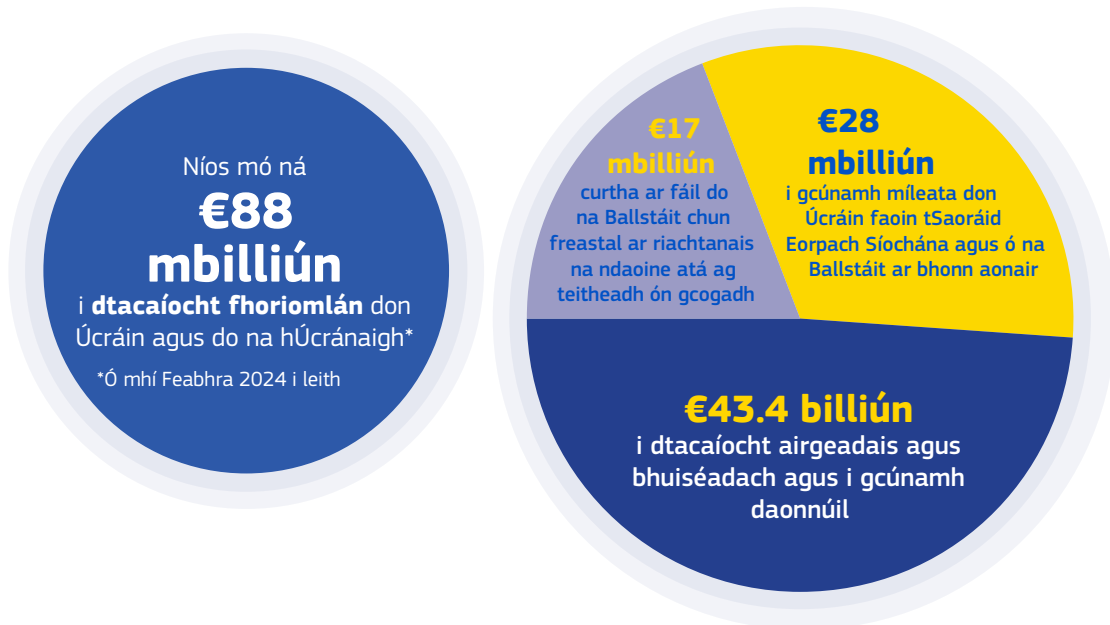 Níos mó ná
€88
mbilliún
i dtacaíocht fhoriomlán don
Úcráin agus do na hÚcránaigh*
*Ó mhí Feabhra 2024 i leith
€17
mbilliún
curtha ar fáil do
na Ballstáit chun
freastal ar riachtanais
na ndaoine atá ag
teitheadh ón gcogadh
€28
mbilliún
i gcúnamh míleata don
Úcráin faoin tSaoráid
Eorpach Síochána agus ó na
Ballstáit ar bhonn aonair
€43.4 billiún
i dtacaíocht airgeadais agus
bhuiséadach agus i gcúnamh
daonnúil